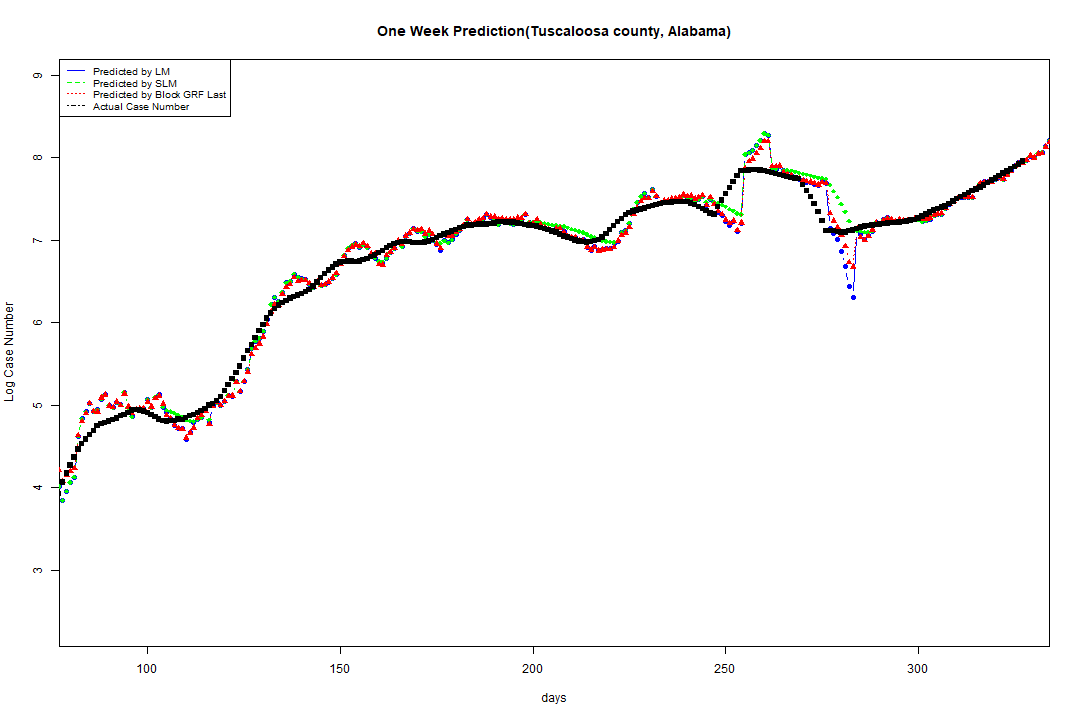 One Week Prediction(Tuscaloosa county, Alabama)
Predicted by LM
Predicted by SLM
Predicted by Block GRF Last
Actual Case Number
Log Case Number
9
8
7
6
5
4
3
100 150 200 250 300
days